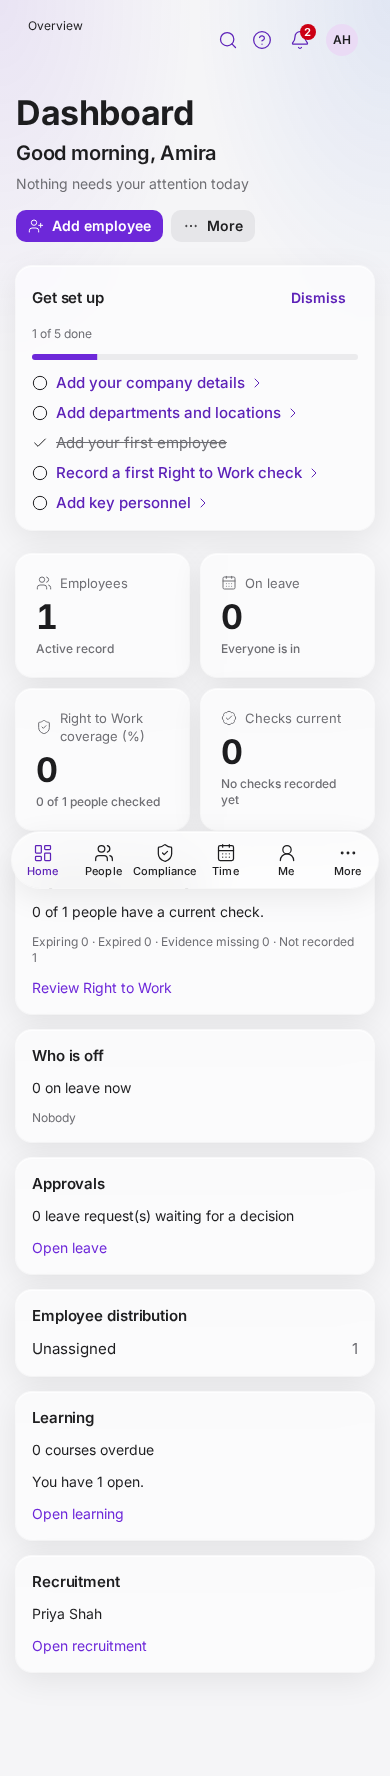 Overview
2
AH
Dashboard
Good morning, Amira
Nothing needs your attention today
Add employee
More
Get set up
Dismiss
1 of 5 done
Add your company details
Add departments and locations
Add your first employee
Record a first Right to Work check
Add key personnel
Employees
1
Active record
On leave
0
Everyone is in
Right to Work
coverage (%)
0
0 of 1 people checked
Checks current
0
No checks recorded
yet
Home
People
Compliance
Time
Me
More
0 of 1 people have a current check.
Expiring 0 · Expired 0 · Evidence missing 0 · Not recorded
1
Review Right to Work
Who is off
0 on leave now
Nobody
Approvals
0 leave request(s) waiting for a decision
Open leave
Employee distribution
Unassigned
1
Learning
0 courses overdue
You have 1 open.
Open learning
Recruitment
Priya Shah
Open recruitment